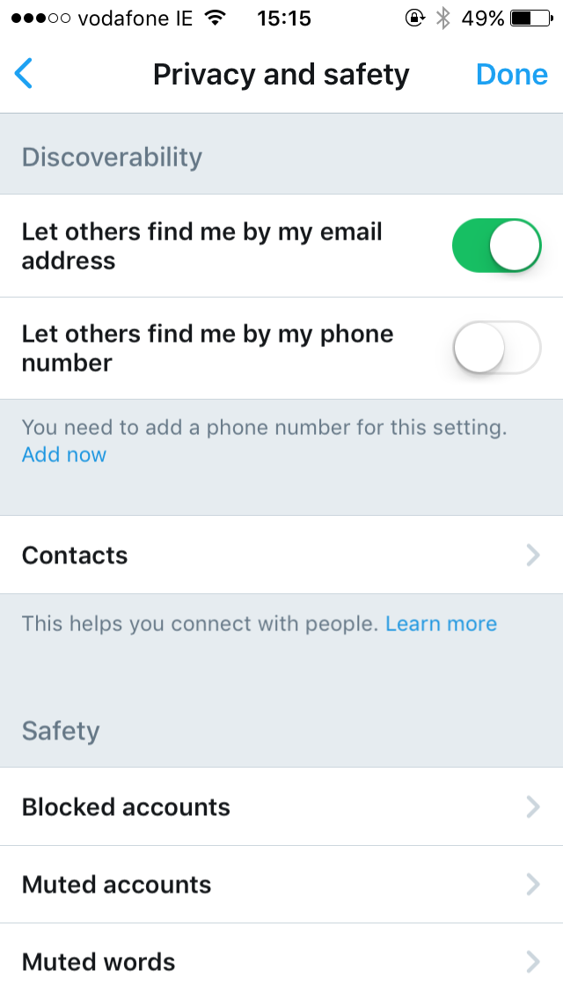 vodafone IE 15:15 49%
Privacy and safety Done
Discoverability
Let others find me by my email
address
Let others find me by my phone
number
You need to add a phone number for this setting.
Add now
Contacts
This helps you connect with people. Learn more
Safety
Blocked accounts
Muted accounts
Muted words